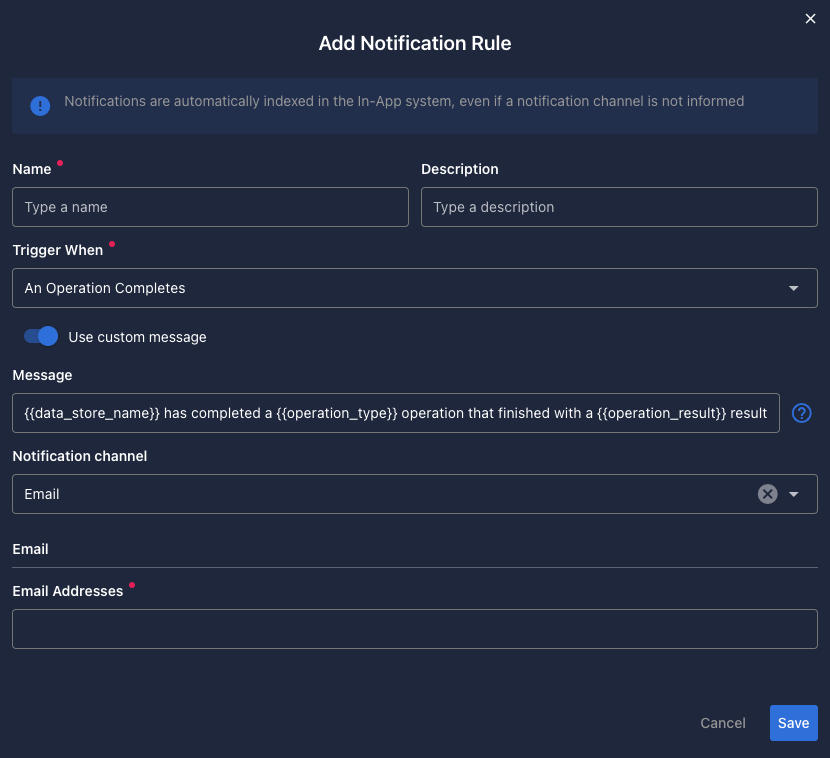 Add Notification Rule
Notifications are automatically indexed in the In-App system, even if a notification channel is not informed
Name
Description
Type a name
Type a description
Trigger When
An Operation Completes
Use custom message
Message
{{data_store_name}} has completed a {{operation_type}} operation that finished with a {{operation_result}} result
Notification channel
Email
Email
Email Addresses
Cancel
Save